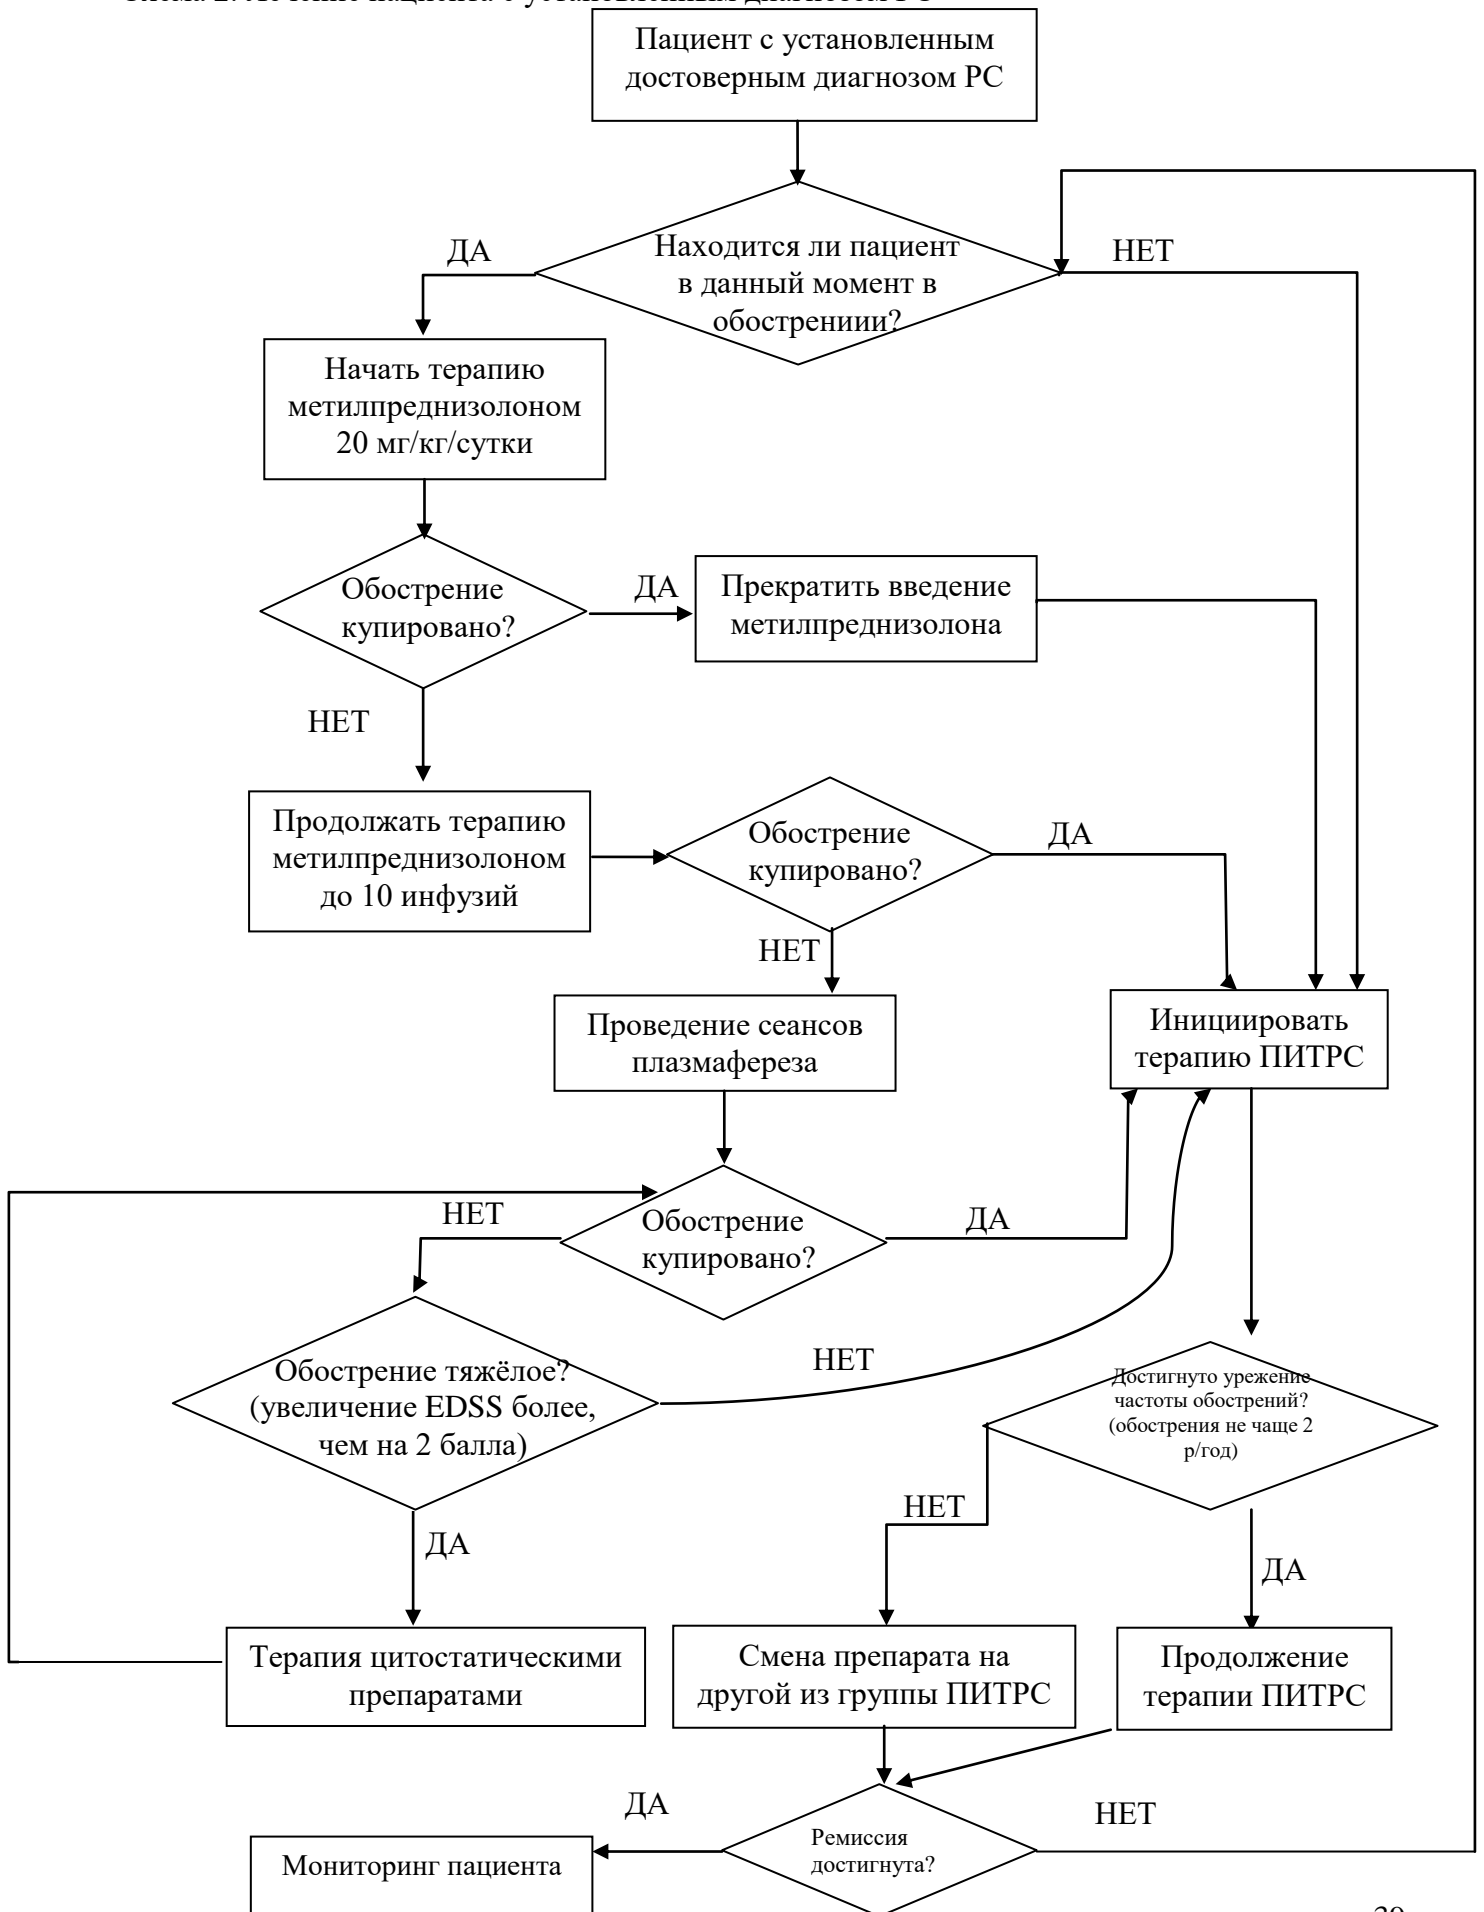 Пациент с установленным
достоверным диагнозом РС
ДА
Находится ли пациент
в данный момент в
обострениии?
НЕТ
Начать терапию
метилпреднизолоном
20 мг/кг/сутки
Обострение
купировано?
ДА
Прекратить введение
метилпреднизолона
НЕТ
Продолжать терапию
метилпреднизолоном
до 10 инфузий
Обострение
купировано?
ДА
НЕТ
Проведение сеансов
плазмафереза
Инициировать
терапию ПИТРС
НЕТ
Обострение
купировано?
ДА
Обострение тяжёлое?
(увеличение EDSS более,
чем на 2 балла)
НЕТ
Достигнуто урежение
частоты обострений?
(обострения не чаще 2
р/год)
НЕТ
ДА
ДА
Терапия цитостатическими
препаратами
Смена препарата на
другой из группы ПИТРС
Продолжение
терапии ПИТРС
ДА
НЕТ
Ремиссия
достигнута?
Мониторинг пациента